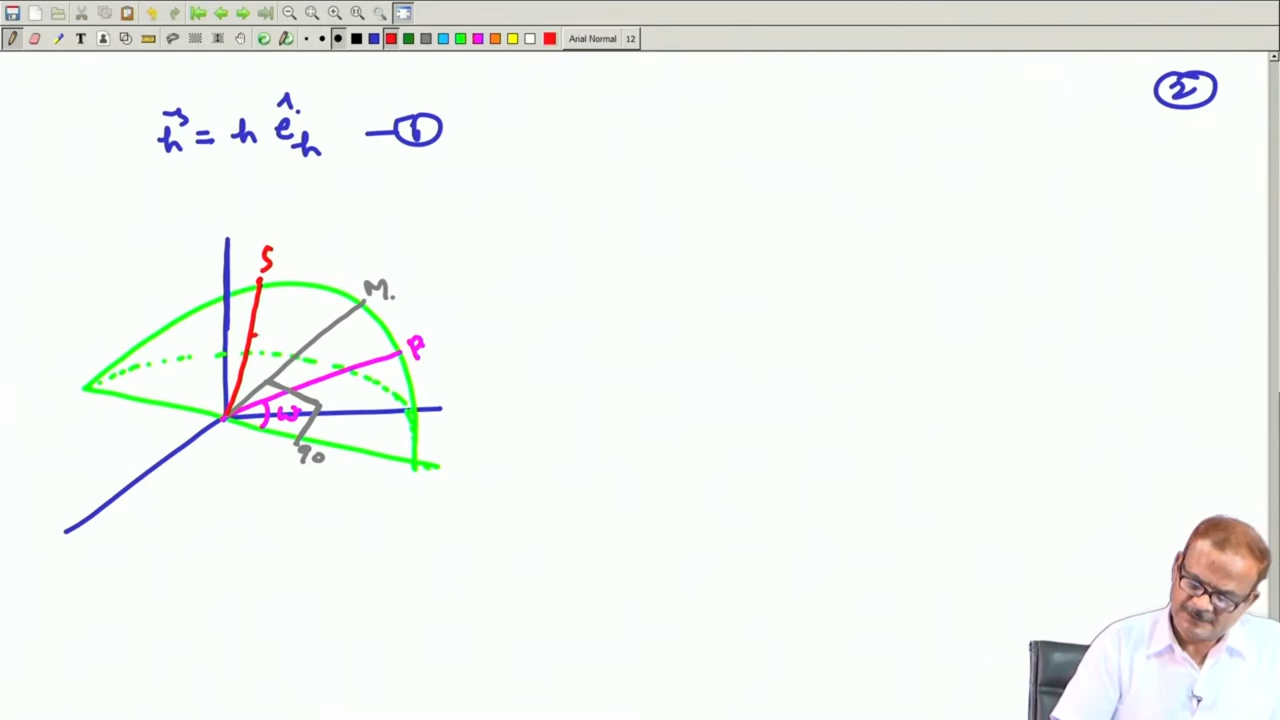 Arial Normal 12
2
h⃗ = h ê_h — ①
S
M.
P
ω
90